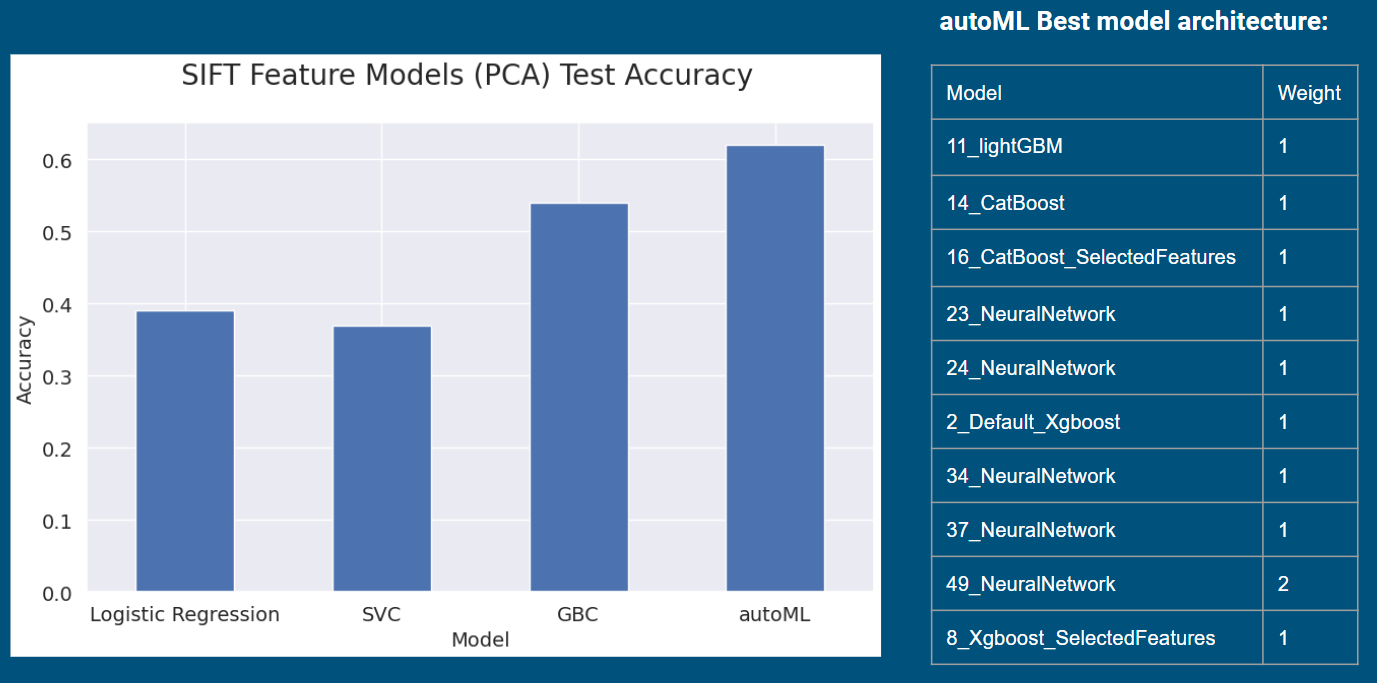 autoML Best model architecture:
SIFT Feature Models (PCA) Test Accuracy
Accuracy
0.6
0.5
0.4
0.3
0.2
0.1
0.0
Logistic Regression SVC GBC autoML
Model
Model Weight
11_lightGBM 1
14_CatBoost 1
16_CatBoost_SelectedFeatures 1
23_NeuralNetwork 1
24_NeuralNetwork 1
2_Default_Xgboost 1
34_NeuralNetwork 1
37_NeuralNetwork 1
49_NeuralNetwork 2
8_Xgboost_SelectedFeatures 1